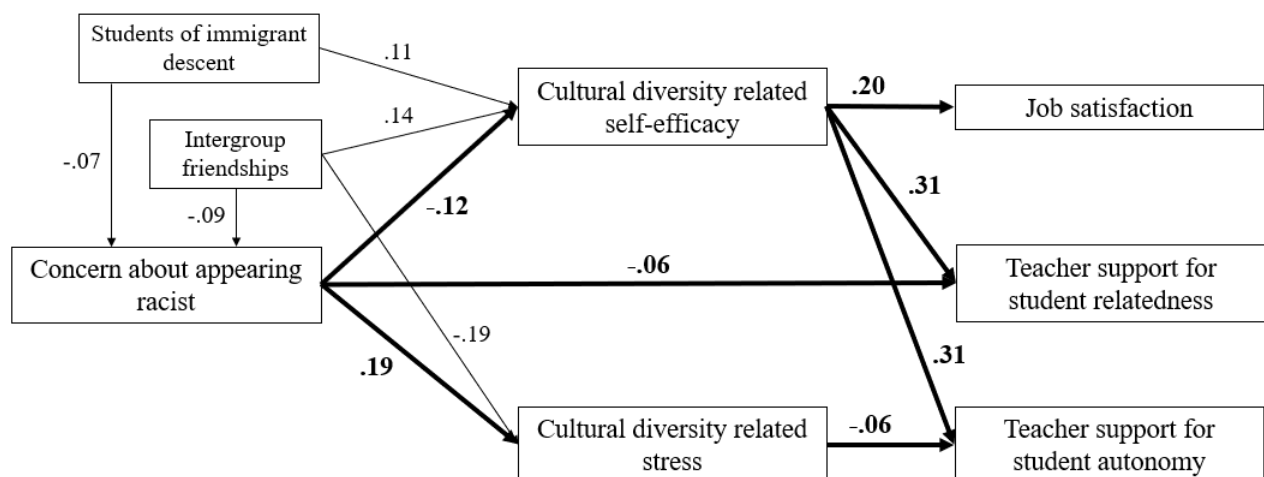 Students of immigrant
descent
.11
Cultural diversity related
self-efficacy
.20
Job satisfaction
Intergroup
friendships
.14
-.07
-.09
-.12
.31
Concern about appearing
racist
-.06
Teacher support for
student relatedness
-.19
.19
.31
Cultural diversity related
stress
-.06
Teacher support for
student autonomy